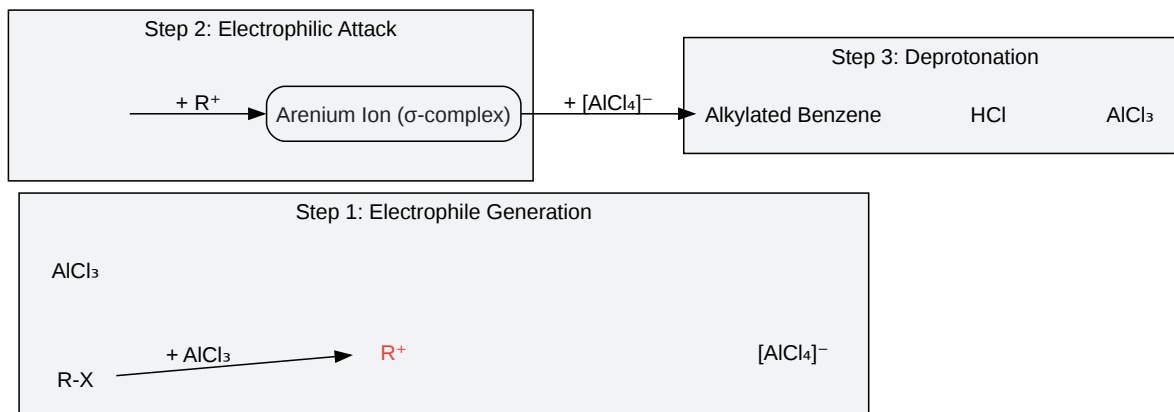 Step 2: Electrophilic Attack
+ R⁺
Arenium Ion (σ-complex)
+ [AlCl₄]⁻
Step 3: Deprotonation
Alkylated Benzene
HCl
AlCl₃
Step 1: Electrophile Generation
AlCl₃
R-X
+ AlCl₃
R⁺
[AlCl₄]⁻